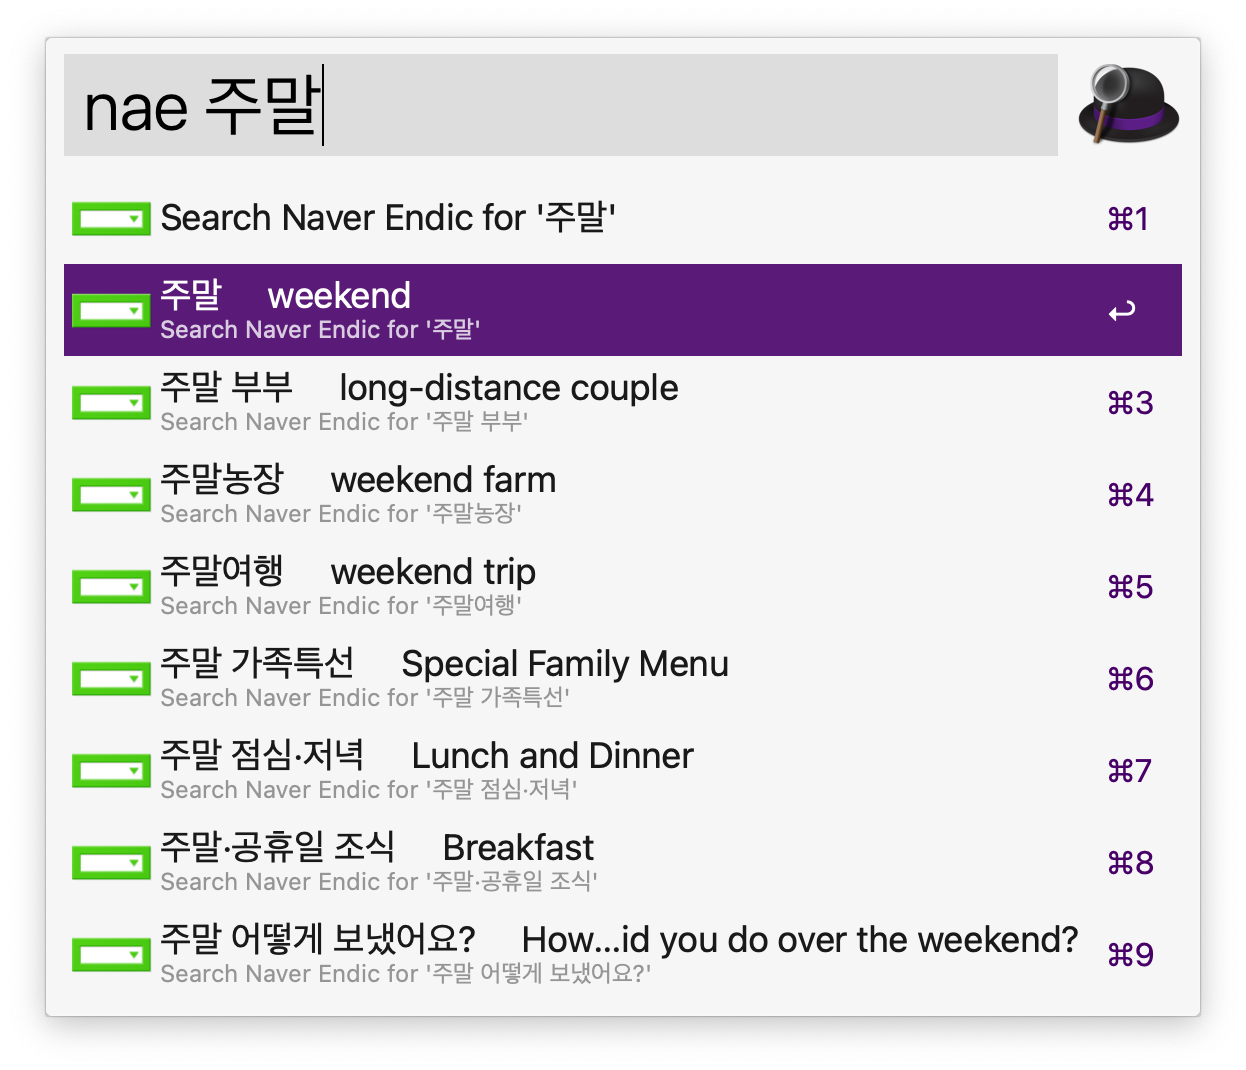 nae 주말
Search Naver Endic for '주말' ⌘1
주말 weekend ↩
Search Naver Endic for '주말'
주말 부부 long-distance couple ⌘3
Search Naver Endic for '주말 부부'
주말농장 weekend farm ⌘4
Search Naver Endic for '주말농장'
주말여행 weekend trip ⌘5
Search Naver Endic for '주말여행'
주말 가족특선 Special Family Menu ⌘6
Search Naver Endic for '주말 가족특선'
주말 점심·저녁 Lunch and Dinner ⌘7
Search Naver Endic for '주말 점심·저녁'
주말·공휴일 조식 Breakfast ⌘8
Search Naver Endic for '주말·공휴일 조식'
주말 어떻게 보냈어요? How...id you do over the weekend? ⌘9
Search Naver Endic for '주말 어떻게 보냈어요?'